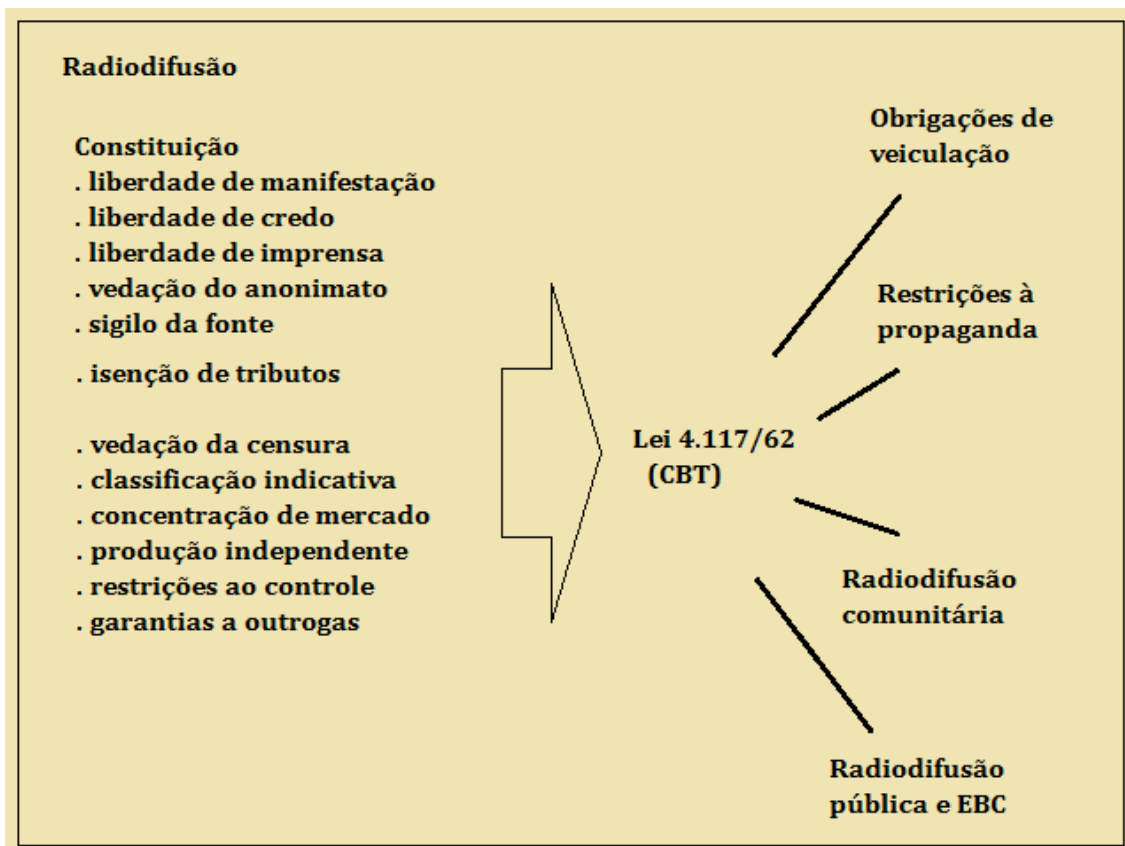 Radiodifusão
Constituição
. liberdade de manifestação
. liberdade de credo
. liberdade de imprensa
. vedação do anonimato
. sigilo da fonte
. isenção de tributos
. vedação da censura
. classificação indicativa
. concentração de mercado
. produção independente
. restrições ao controle
. garantias a outrogas
Lei 4.117/62
(CBT)
Obrigações de
veiculação
Restrições à
propaganda
Radiodifusão
comunitária
Radiodifusão
pública e EBC